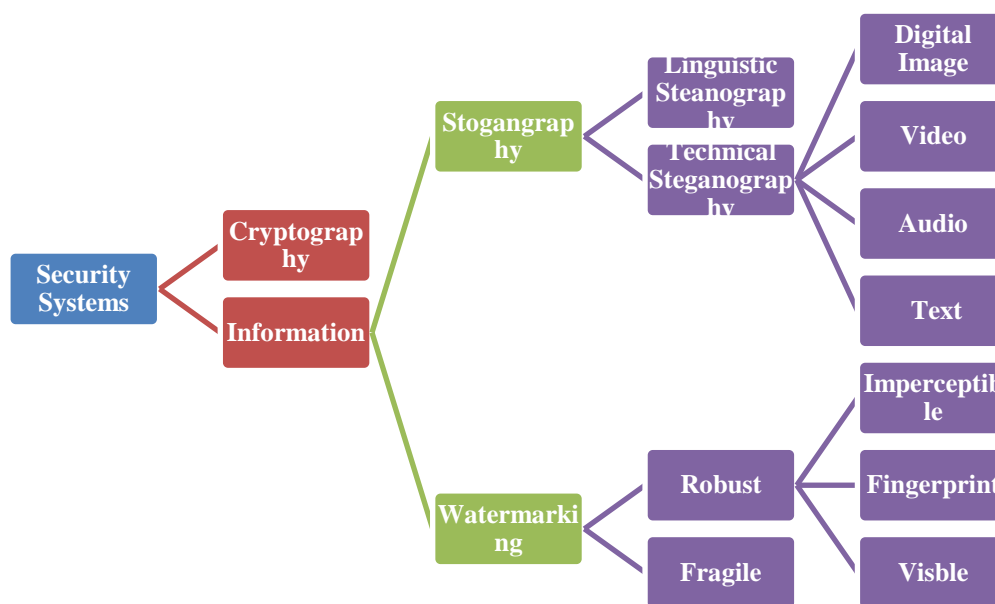 Security
Systems
Cryptograp
hy
Information
Stogangrap
hy
Watermarki
ng
Linguistic
Steanograp
hy
Technical
Steganograp
hy
Robust
Fragile
Digital
Image
Video
Audio
Text
Imperceptib
le
Fingerprint
Visble